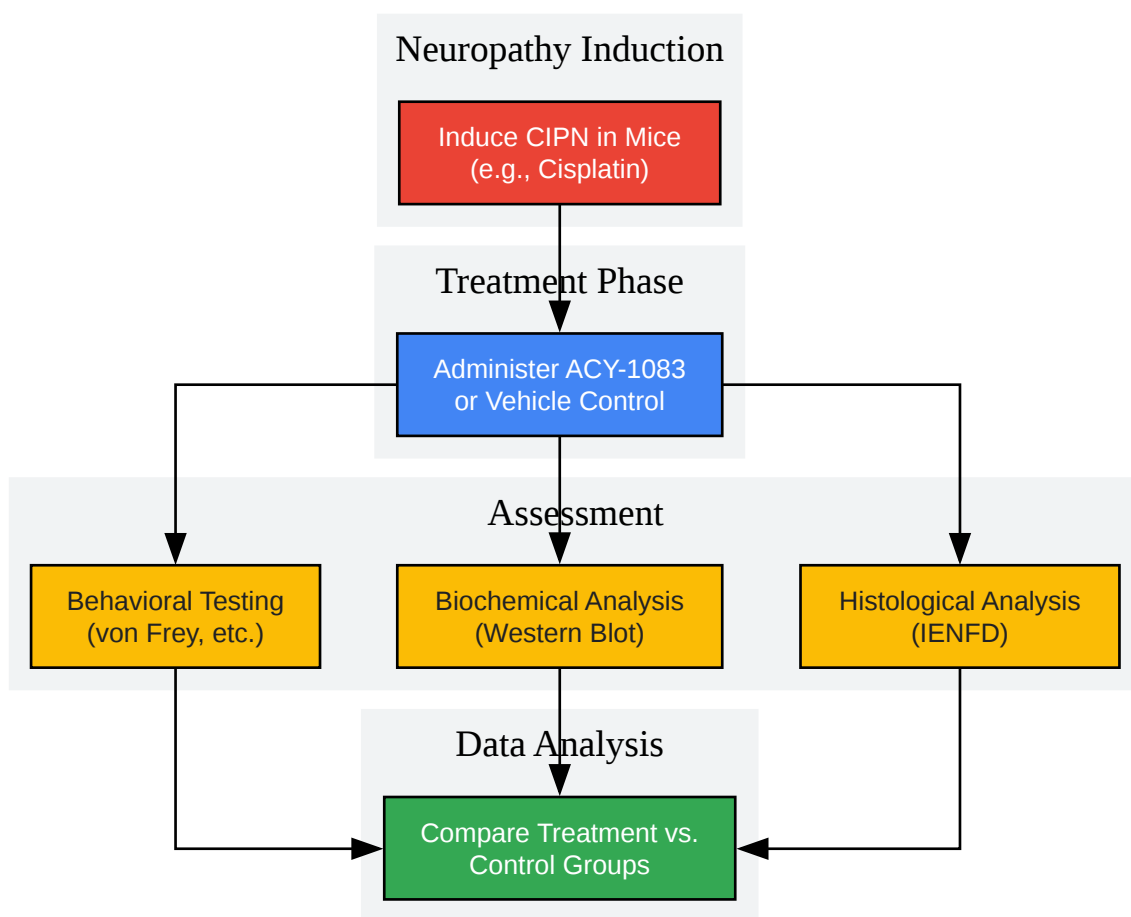 Neuropathy Induction
Induce CIPN in Mice
(e.g., Cisplatin)
Treatment Phase
Administer ACY-1083
or Vehicle Control
Assessment
Behavioral Testing
(von Frey, etc.)
Biochemical Analysis
(Western Blot)
Histological Analysis
(IENFD)
Data Analysis
Compare Treatment vs.
Control Groups